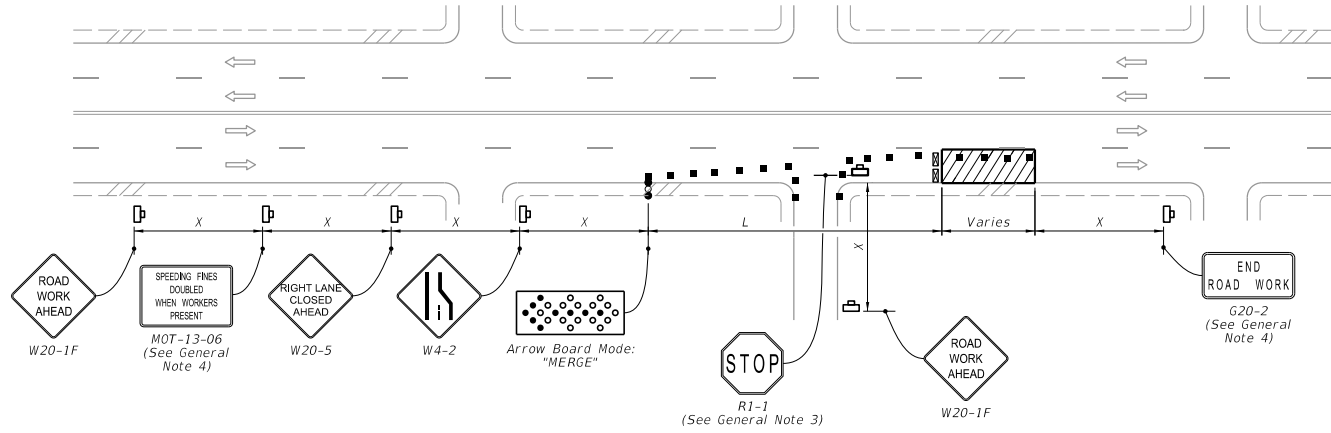 X
X
X
X
L
Varies
X
X
ROAD
WORK
AHEAD
W20-1F
SPEEDING FINES
DOUBLED
WHEN WORKERS
PRESENT
MOT-13-06
(See General
Note 4)
RIGHT LANE
CLOSED
AHEAD
W20-5
W4-2
Arrow Board Mode:
"MERGE"
STOP
R1-1
(See General Note 3)
ROAD
WORK
AHEAD
W20-1F
END
ROAD WORK
G20-2
(See General
Note 4)